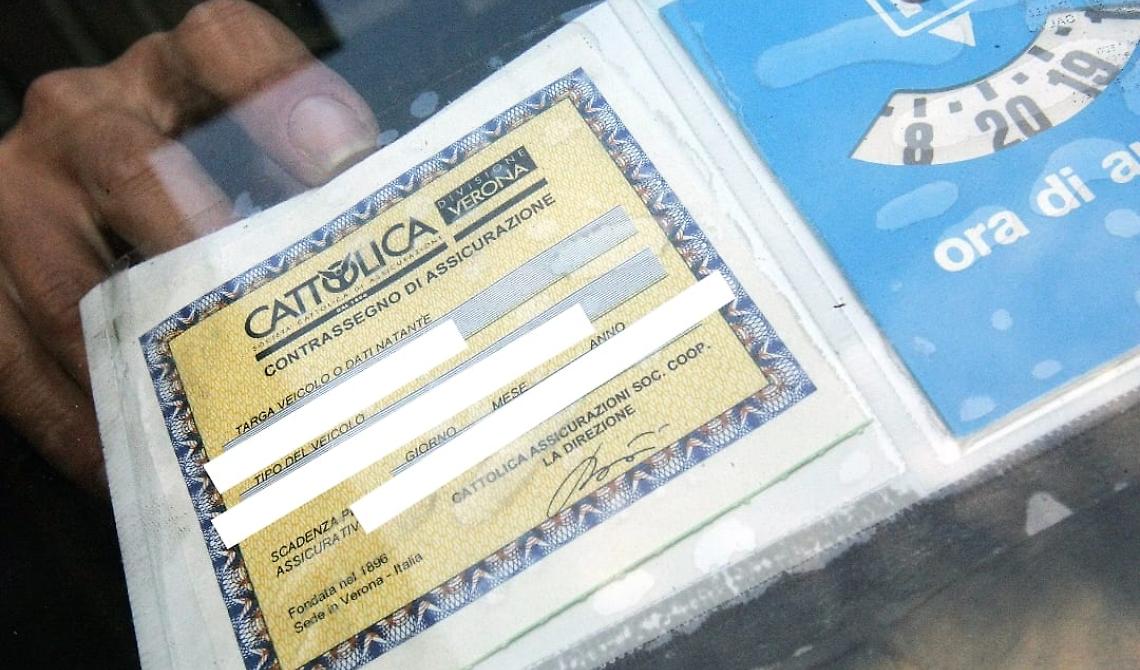 CATTOLICA
DIVISIONE
VERONA
SOCIETÀ CATTOLICA DI ASSICURAZIONE
CONTRASSEGNO DI ASSICURAZIONE
TARGA VEICOLO O DATI NATANTE
TIPO DEL VEICOLO
GIORNO MESE ANNO
SCADENZA
CATTOLICA ASSICURAZIONI SOC. COOP.
LA DIREZIONE
Fondata nel 1896
Sede in Verona - Italia
8 20 19
ora di